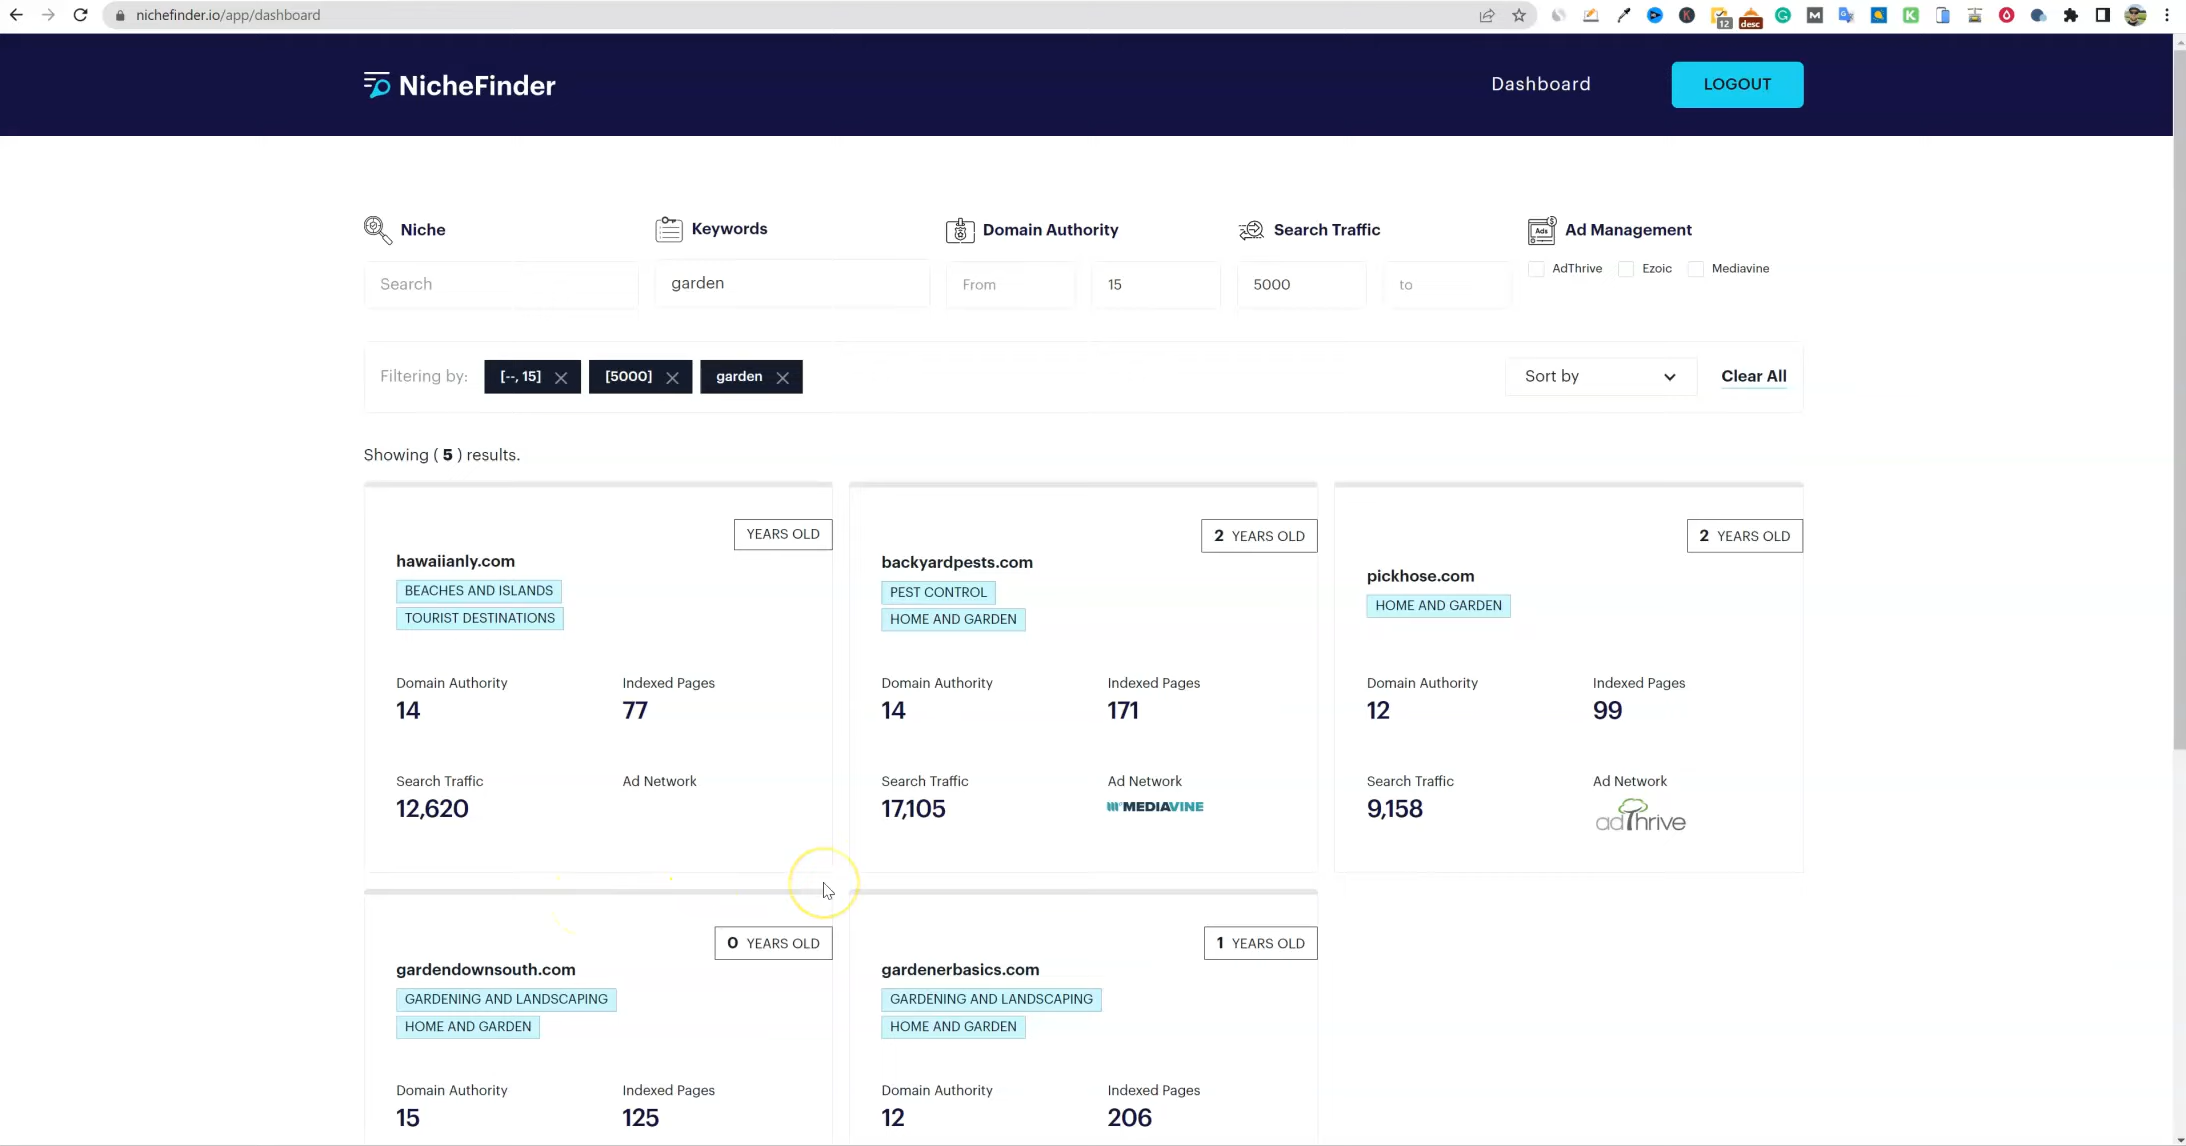 nichefinder.io/app/dashboard
12
desc
NicheFinder
Dashboard
LOGOUT
Niche
Keywords
Domain Authority
Search Traffic
Ads
Ad Management
Search
garden
From
15
5000
to
AdThrive
Ezoic
Mediavine
Filtering by:
[--, 15]
[5000]
garden
Sort by
Clear All
Showing ( 5 ) results.
YEARS OLD
hawaiianly.com
BEACHES AND ISLANDS
TOURIST DESTINATIONS
Domain Authority
Indexed Pages
14
77
Search Traffic
Ad Network
12,620
2 YEARS OLD
backyardpests.com
PEST CONTROL
HOME AND GARDEN
Domain Authority
Indexed Pages
14
171
Search Traffic
Ad Network
17,105
MEDIAVINE
2 YEARS OLD
pickhose.com
HOME AND GARDEN
Domain Authority
Indexed Pages
12
99
Search Traffic
Ad Network
9,158
adThrive
0 YEARS OLD
gardendownsouth.com
GARDENING AND LANDSCAPING
HOME AND GARDEN
Domain Authority
Indexed Pages
15
125
1 YEARS OLD
gardenerbasics.com
GARDENING AND LANDSCAPING
HOME AND GARDEN
Domain Authority
Indexed Pages
12
206